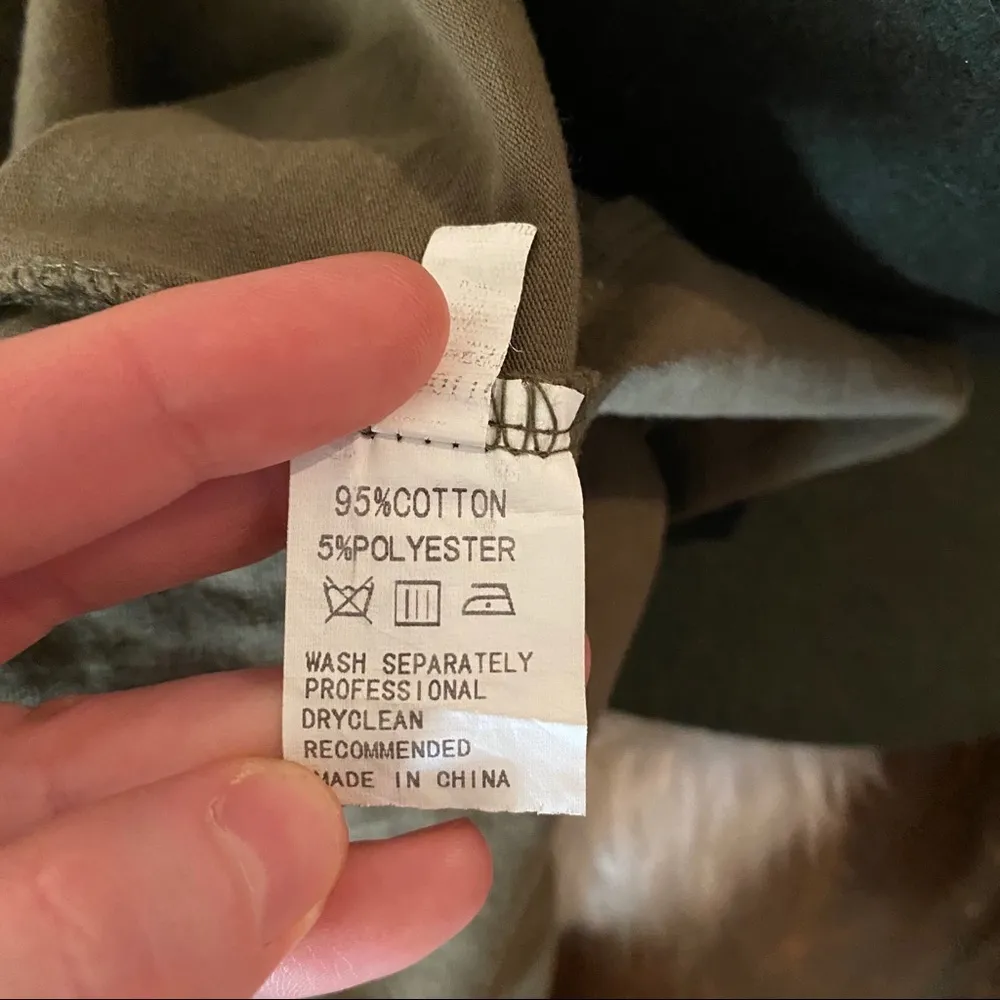 95%COTTON
5%POLYESTER
WASH SEPARATELY
PROFESSIONAL
DRYCLEAN
RECOMMENDED
MADE IN CHINA